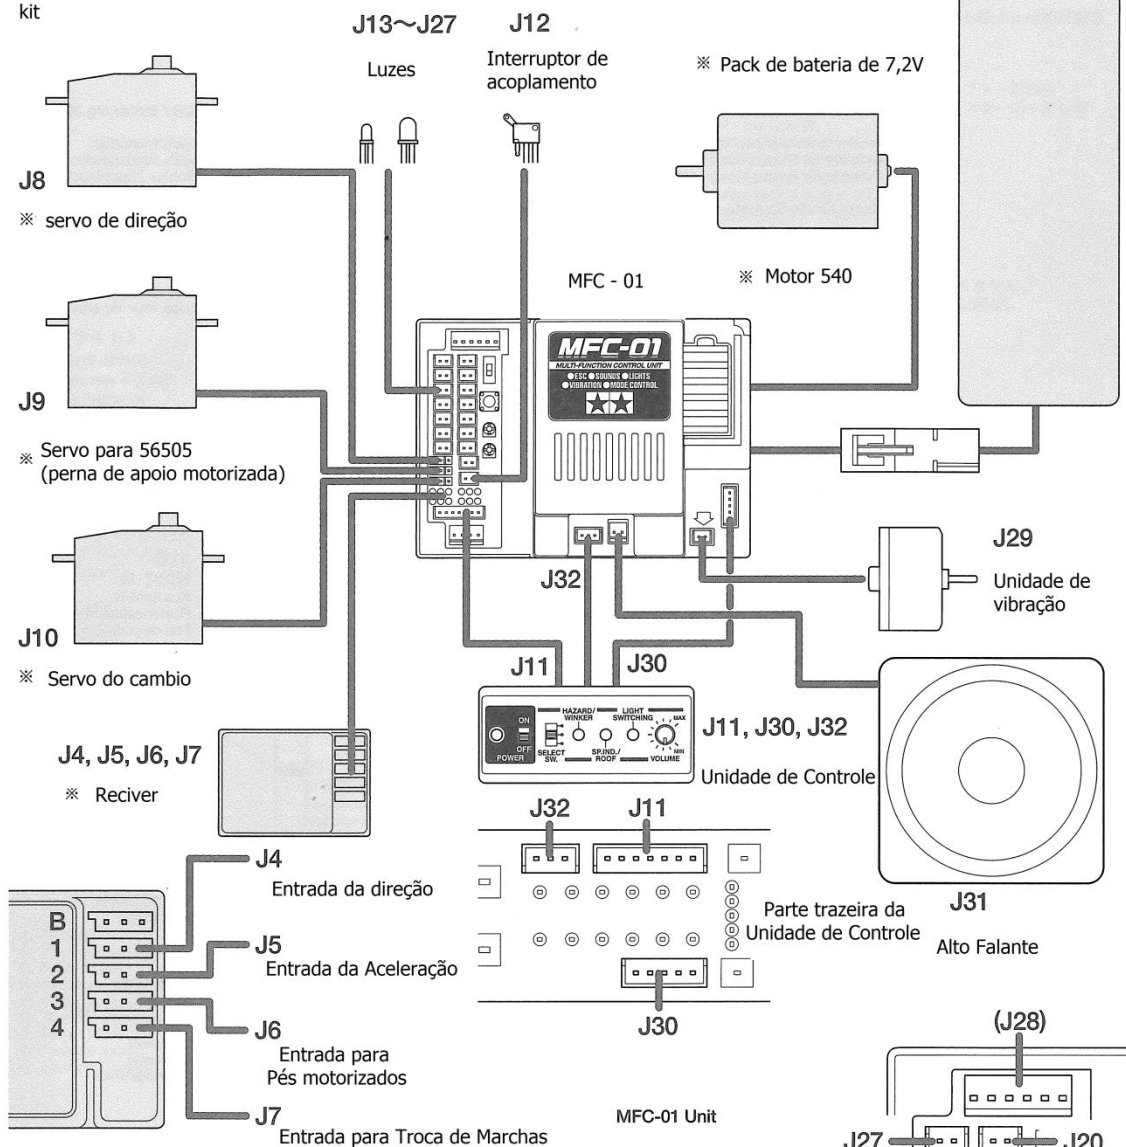 kit
J13～J27
J12
Luzes
Interruptor de
acoplamento
※ Pack de bateria de 7,2V
J8
※ servo de direção
※ Motor 540
MFC - 01
MFC-01
MULTI-FUNCTION CONTROL UNIT
●ESC ●SOUNDS ●LIGHTS
●VIBRATION ●MODE CONTROL
J9
※ Servo para 56505
(perna de apoio motorizada)
J29
Unidade de
vibração
J32
J10
※ Servo do cambio
J11
J30
HAZARD/
WINKER
LIGHT
SWITCHING
MAX
ON
OFF
POWER
SELECT
SW.
SP.IND./
ROOF
VOLUME
MIN
J11, J30, J32
Unidade de Controle
J4, J5, J6, J7
※ Reciver
J32
J11
J4
Entrada da direção
J31
Alto Falante
Parte trazeira da
Unidade de Controle
B
1
2
3
4
J5
Entrada da Aceleração
J6
Entrada para
Pés motorizados
J30
(J28)
J7
Entrada para Troca de Marchas
MFC-01 Unit
J27
J20